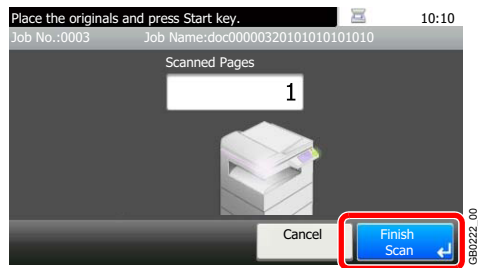 Place the originals and press Start key.
10:10
Job No.:0003 Job Name:doc00000320101010101010
Scanned Pages
1
Cancel
Finish
Scan
GB0222_00